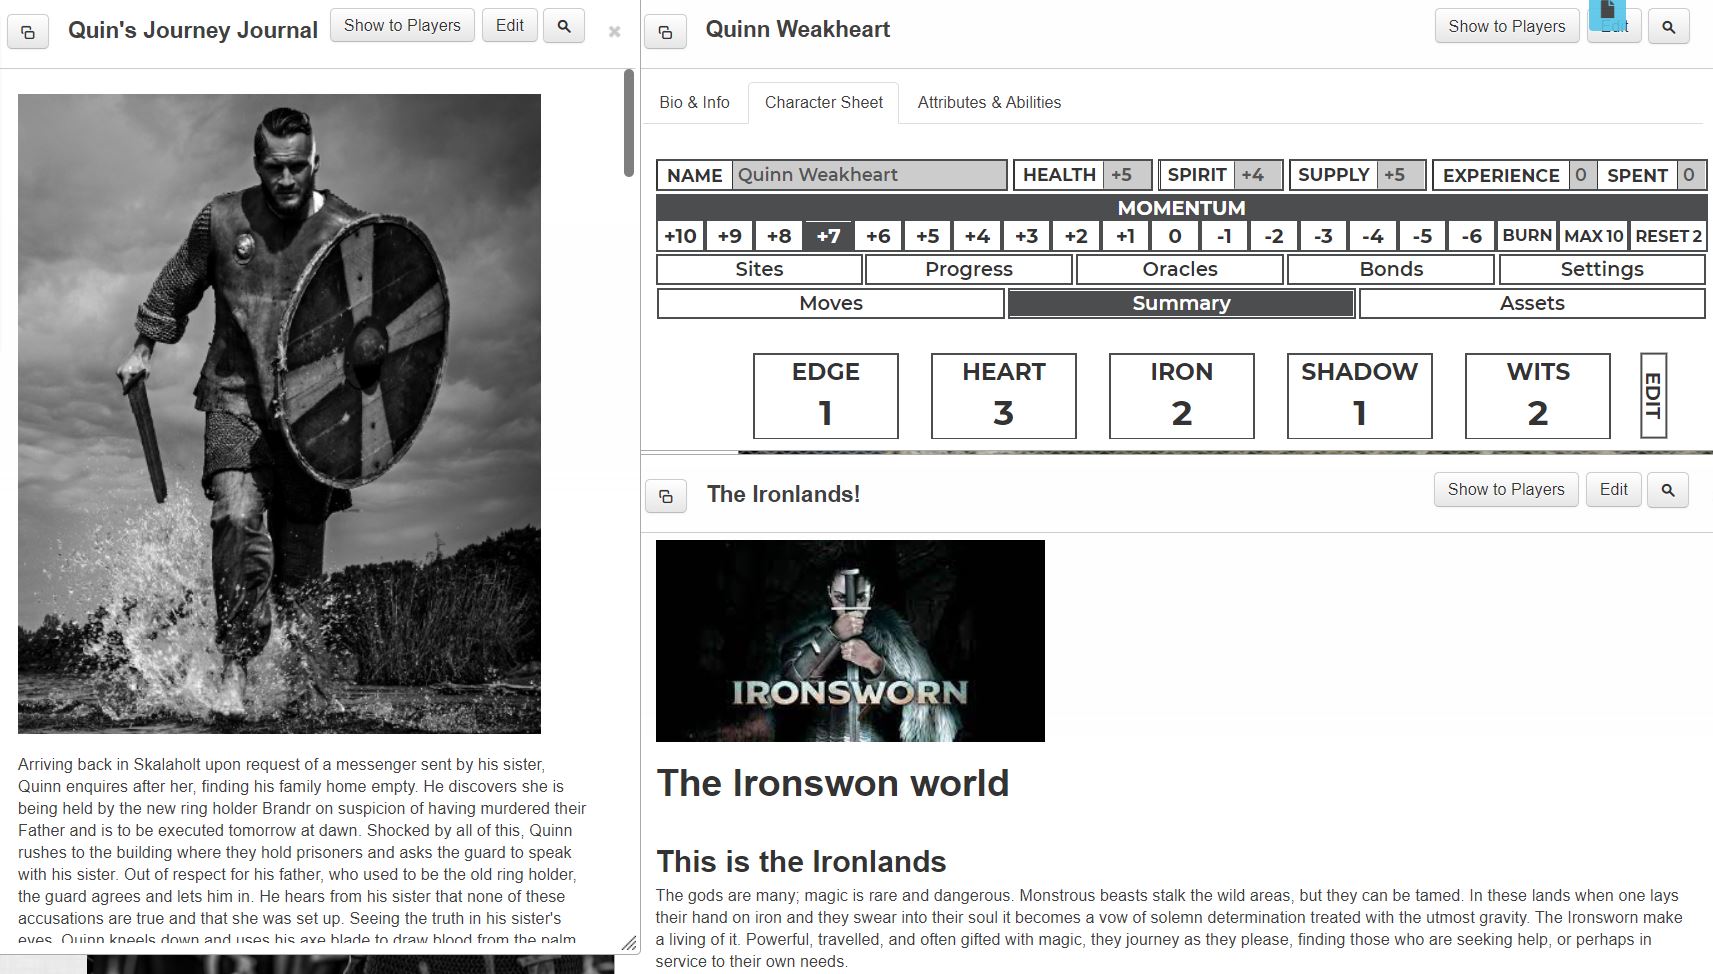 Quin's Journey Journal
Show to Players
Edit
Arriving back in Skalaholt upon request of a messenger sent by his sister,
Quinn enquires after her, finding his family home empty. He discovers she is
being held by the new ring holder Brandr on suspicion of having murdered their
Father and is to be executed tomorrow at dawn. Shocked by all of this, Quinn
rushes to the building where they hold prisoners and asks the guard to speak
with his sister. Out of respect for his father, who used to be the old ring holder,
the guard agrees and lets him in. He hears from his sister that none of these
accusations are true and that she was set up. Seeing the truth in his sister's
eyes, Quinn kneels down and uses his axe blade to draw blood from the palm
Quinn Weakheart
Show to Players
Edit
Bio & Info
Character Sheet
Attributes & Abilities
NAME Quinn Weakheart HEALTH +5 SPIRIT +4 SUPPLY +5 EXPERIENCE 0 SPENT 0
MOMENTUM
+10 +9 +8 +7 +6 +5 +4 +3 +2 +1 0 -1 -2 -3 -4 -5 -6 BURN MAX 10 RESET 2
Sites Progress Oracles Bonds Settings
Moves Summary Assets
EDGE HEART IRON SHADOW WITS
1 3 2 1 2
EDIT
The Ironlands!
Show to Players
Edit
IRONSWORN
The Ironswon world
This is the Ironlands
The gods are many; magic is rare and dangerous. Monstrous beasts stalk the wild areas, but they can be tamed. In these lands when one lays
their hand on iron and they swear into their soul it becomes a vow of solemn determination treated with the utmost gravity. The Ironsworn make
a living of it. Powerful, travelled, and often gifted with magic, they journey as they please, finding those who are seeking help, or perhaps in
service to their own needs.